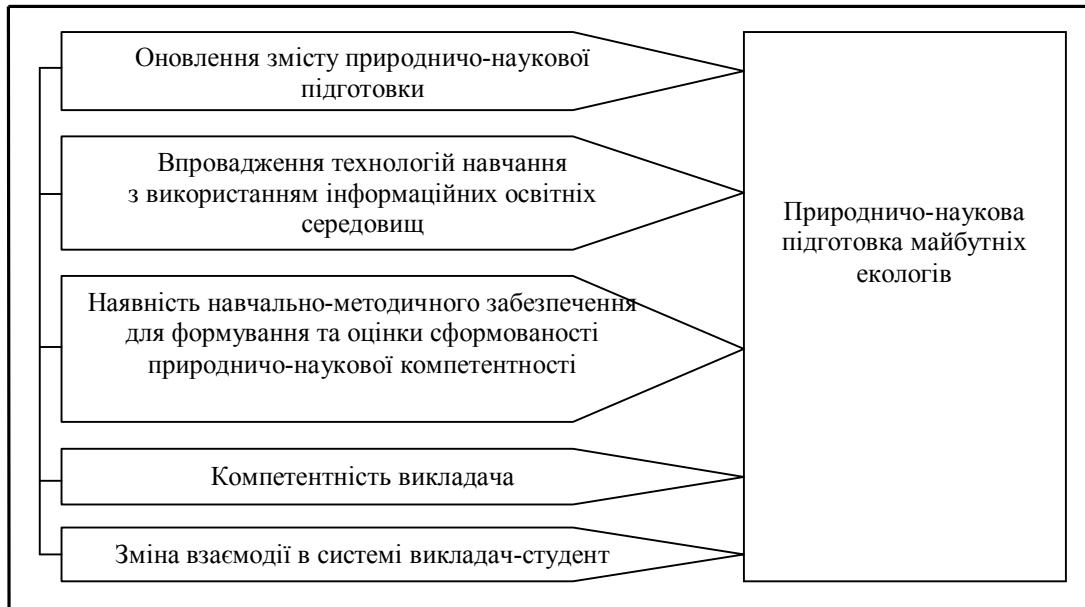 Оновлення змісту природничо-наукової
підготовки
Впровадження технологій навчання
з використанням інформаційних освітніх
середовищ
Наявність навчально-методичного забезпечення
для формування та оцінки сформованості
природничо-наукової компетентності
Компетентність викладача
Зміна взаємодії в системі викладач-студент
Природничо-наукова
підготовка майбутніх
екологів